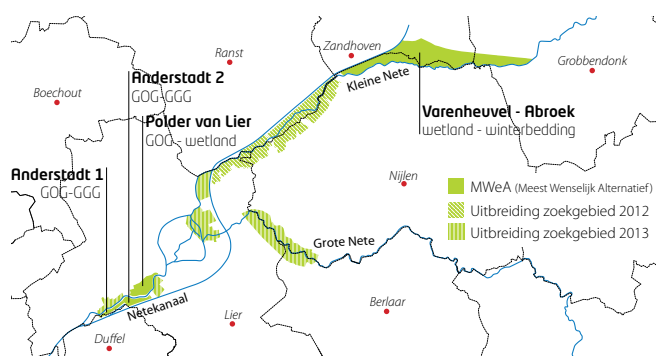 Ranst
Zandhoven
Grobbendonk
Boechout
Anderstadt 2
GOG-GGG
Kleine Nete
Polder van Lier
GOG - wetland
Varenheuvel - Abroek
wetland - winterbedding
Anderstadt 1
GOG-GGG
Nijlen
MWeA (Meest Wenselijk Alternatief)
Uitbreiding zoekgebied 2012
Uitbreiding zoekgebied 2013
Grote Nete
Netekanaal
Berlaar
Lier
Duffel